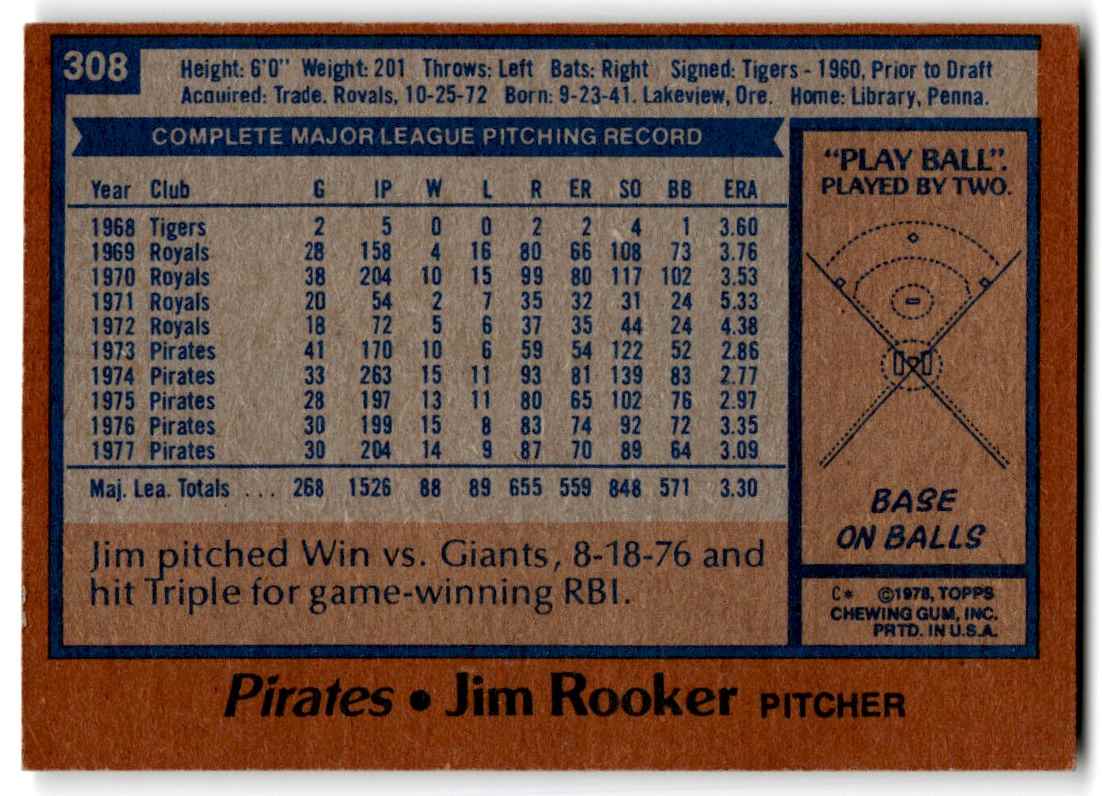 308
Height: 6'0" Weight: 201 Throws: Left Bats: Right Signed: Tigers - 1960, Prior to Draft
Acquired: Trade. Royals, 10-25-72 Born: 9-23-41. Lakeview, Ore. Home: Library, Penna.
COMPLETE MAJOR LEAGUE PITCHING RECORD
Year Club G IP W L R ER SO BB ERA
1968 Tigers 2 5 0 0 2 2 4 1 3.60
1969 Royals 28 158 4 16 80 66 108 73 3.76
1970 Royals 38 204 10 15 99 80 117 102 3.53
1971 Royals 20 54 2 7 35 32 31 24 5.33
1972 Royals 18 72 5 6 37 35 44 24 4.38
1973 Pirates 41 170 10 6 59 54 122 52 2.86
1974 Pirates 33 263 15 11 93 81 139 83 2.77
1975 Pirates 28 197 13 11 80 65 102 76 2.97
1976 Pirates 30 199 15 8 83 74 92 72 3.35
1977 Pirates 30 204 14 9 87 70 89 64 3.09
Maj. Lea. Totals ... 268 1526 88 89 655 559 848 571 3.30
Jim pitched Win vs. Giants, 8-18-76 and
hit Triple for game-winning RBI.
"PLAY BALL".
PLAYED BY TWO.
BASE
ON BALLS
C* ©1978, TOPPS
CHEWING GUM, INC.
PRTD. IN U.S.A.
Pirates • Jim Rooker PITCHER